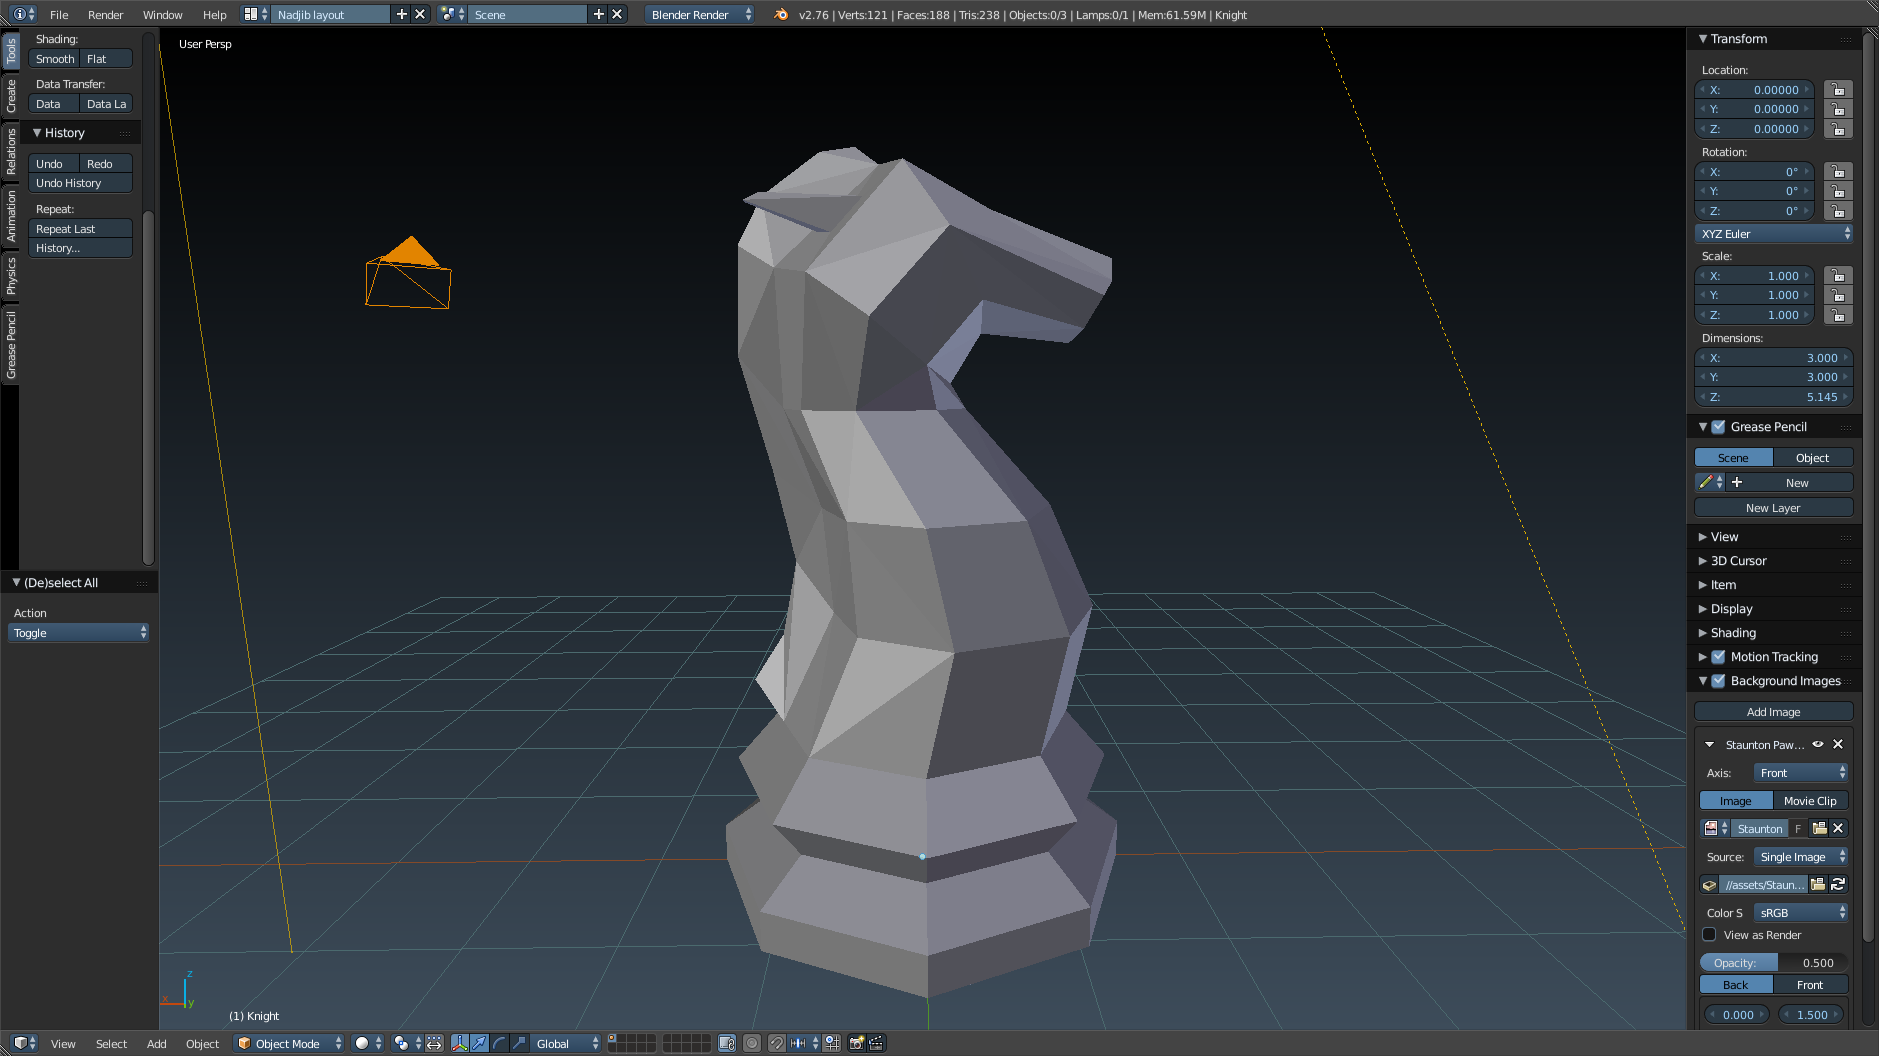 File Render Window Help Nadjib layout Scene Blender Render v2.76 | Verts:121 | Faces:188 | Tris:238 | Objects:0/3 | Lamps:0/1 | Mem:61.59M | Knight
Tools
Create
Relations
Animation
Physics
Grease Pencil
Shading:
Smooth Flat
Data Transfer:
Data Data La
History
Undo Redo
Undo History
Repeat:
Repeat Last
History...
(De)select All
Action
Toggle
User Persp
z
x
y
(1) Knight
Transform
Location:
X: 0.00000
Y: 0.00000
Z: 0.00000
Rotation:
X: 0°
Y: 0°
Z: 0°
XYZ Euler
Scale:
X: 1.000
Y: 1.000
Z: 1.000
Dimensions:
X: 3.000
Y: 3.000
Z: 5.145
Grease Pencil
Scene Object
New
New Layer
View
3D Cursor
Item
Display
Shading
Motion Tracking
Background Images
Add Image
Staunton Paw...
Axis: Front
Image Movie Clip
Staunton F
Source: Single Image
//assets/Staun...
Color S sRGB
View as Render
Opacity: 0.500
Back Front
0.000 1.500
View Select Add Object Object Mode Global